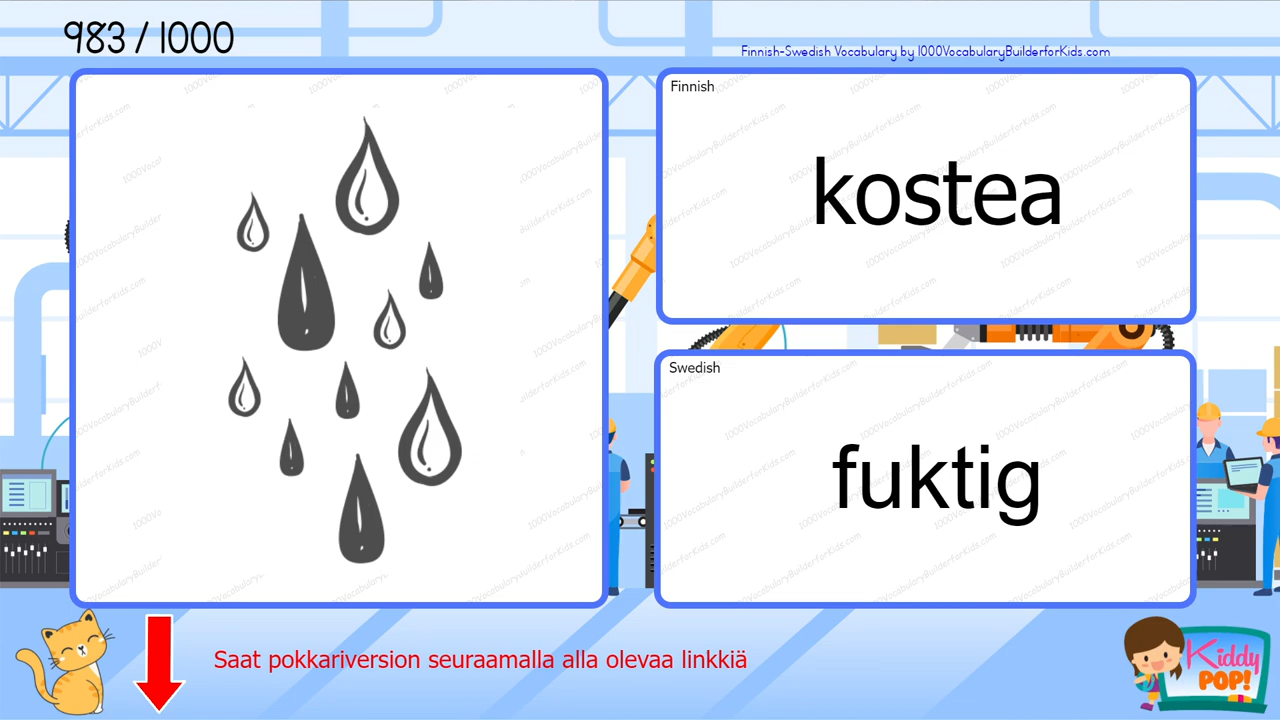 983 / 1000
Finnish-Swedish Vocabulary by 1000VocabularyBuilderforKids.com
Finnish
kostea
Swedish
fuktig
Saat pokkariversion seuraamalla alla olevaa linkkiä
Kiddy
POP!